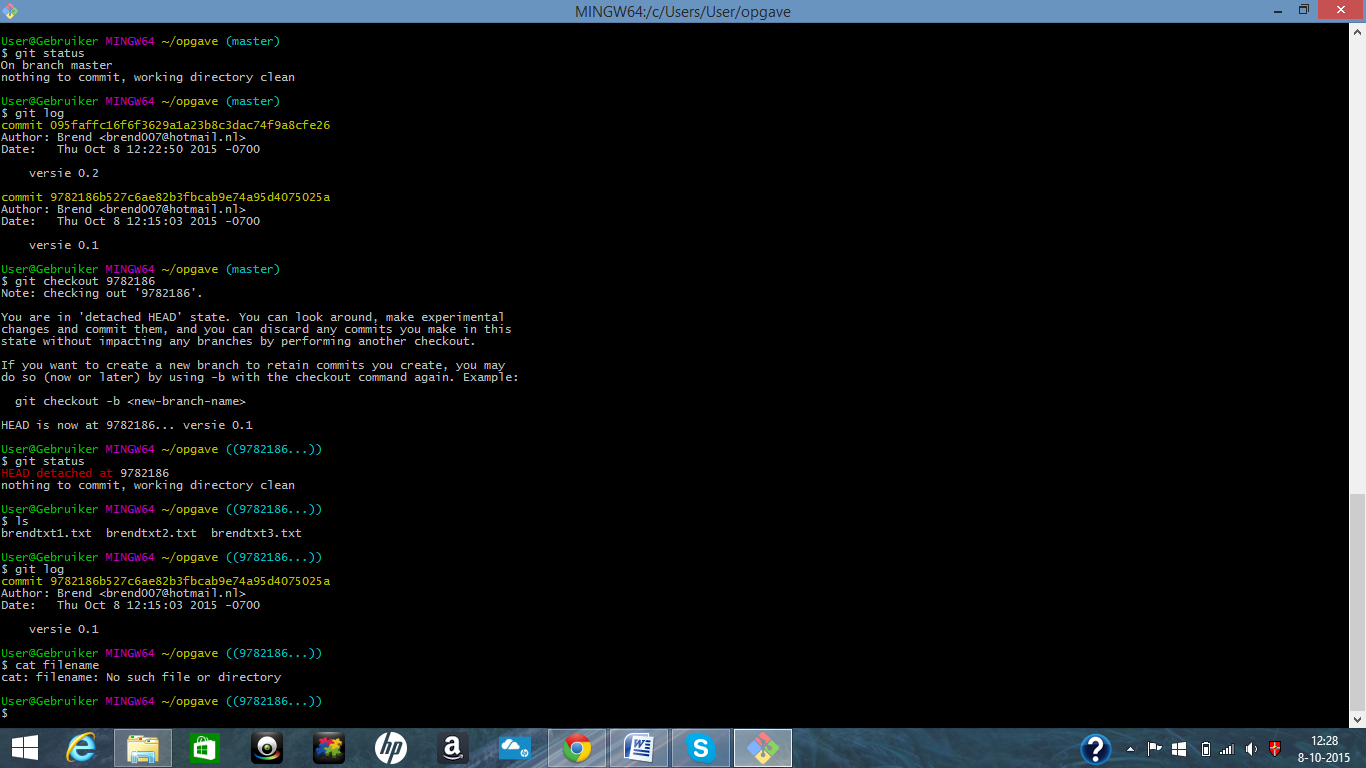 MINGW64:/c/Users/User/opgave
User@Gebruiker MINGW64 ~/opgave (master)
$ git status
On branch master
nothing to commit, working directory clean
User@Gebruiker MINGW64 ~/opgave (master)
$ git log
commit 095faffc16f6f3629a1a23b8c3dac74f9a8cfe26
Author: Brend <brend007@hotmail.nl>
Date:   Thu Oct 8 12:22:50 2015 -0700
    versie 0.2
commit 9782186b527c6ae82b3fbcab9e74a95d4075025a
Author: Brend <brend007@hotmail.nl>
Date:   Thu Oct 8 12:15:03 2015 -0700
    versie 0.1
User@Gebruiker MINGW64 ~/opgave (master)
$ git checkout 9782186
Note: checking out '9782186'.
You are in 'detached HEAD' state. You can look around, make experimental
changes and commit them, and you can discard any commits you make in this
state without impacting any branches by performing another checkout.
If you want to create a new branch to retain commits you create, you may
do so (now or later) by using -b with the checkout command again. Example:
  git checkout -b <new-branch-name>
HEAD is now at 9782186... versie 0.1
User@Gebruiker MINGW64 ~/opgave ((9782186...))
$ git status
HEAD detached at 9782186
nothing to commit, working directory clean
User@Gebruiker MINGW64 ~/opgave ((9782186...))
$ ls
brendtxt1.txt  brendtxt2.txt  brendtxt3.txt
User@Gebruiker MINGW64 ~/opgave ((9782186...))
$ git log
commit 9782186b527c6ae82b3fbcab9e74a95d4075025a
Author: Brend <brend007@hotmail.nl>
Date:   Thu Oct 8 12:15:03 2015 -0700
    versie 0.1
User@Gebruiker MINGW64 ~/opgave ((9782186...))
$ cat filename
cat: filename: No such file or directory
User@Gebruiker MINGW64 ~/opgave ((9782186...))
$
12:28
8-10-2015